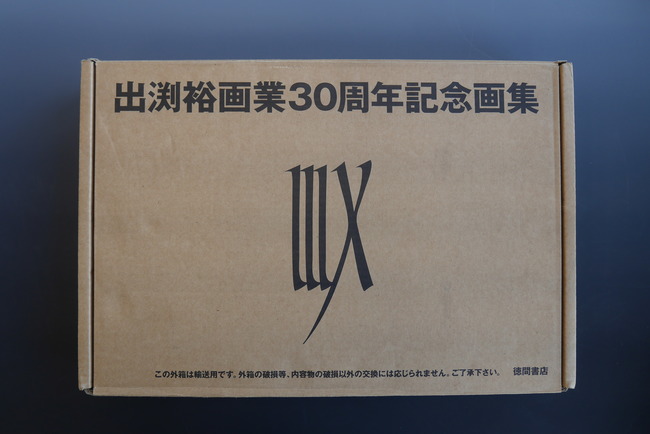 出渕裕画業30周年記念画集
IIIX
この外箱は輸送用です。外箱の破損等、内容物の破損以外の交換には応じられません。ご了承下さい。 徳間書店